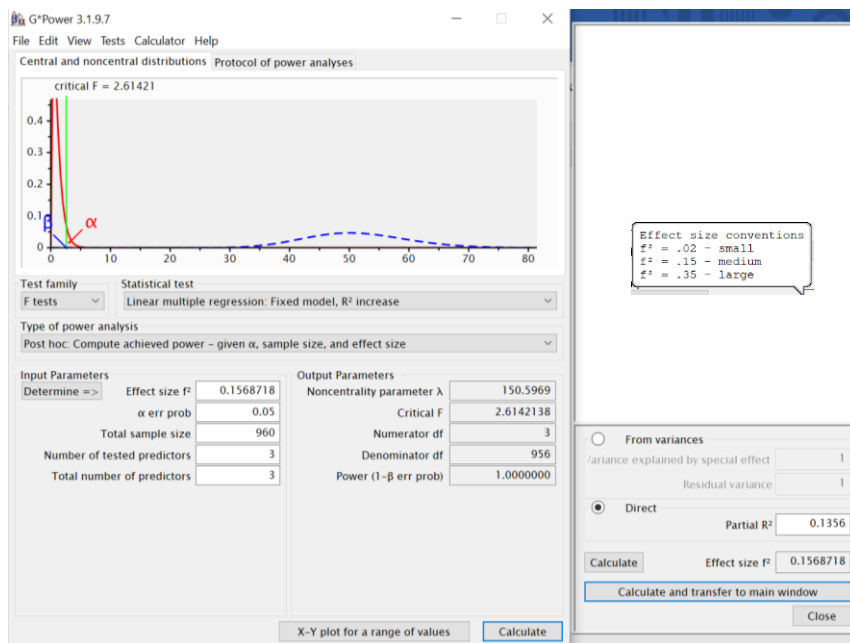 G*Power 3.1.9.7
File Edit View Tests Calculator Help
Central and noncentral distributions Protocol of power analyses
critical F = 2.61421
0.4
0.3
0.2
0.1
0
β
α
0 10 20 30 40 50 60 70 80
Test family Statistical test
F tests Linear multiple regression: Fixed model, R² increase
Type of power analysis
Post hoc: Compute achieved power – given α, sample size, and effect size
Input Parameters Output Parameters
Determine => Effect size f² 0.1568718 Noncentrality parameter λ 150.5969
α err prob 0.05 Critical F 2.6142138
Total sample size 960 Numerator df 3
Number of tested predictors 3 Denominator df 956
Total number of predictors 3 Power (1–β err prob) 1.0000000
X-Y plot for a range of values Calculate
Effect size conventions
f² = .02 - small
f² = .15 - medium
f² = .35 - large
From variances
/ariance explained by special effect 1
Residual variance 1
Direct
Partial R² 0.1356
Calculate Effect size f² 0.1568718
Calculate and transfer to main window
Close